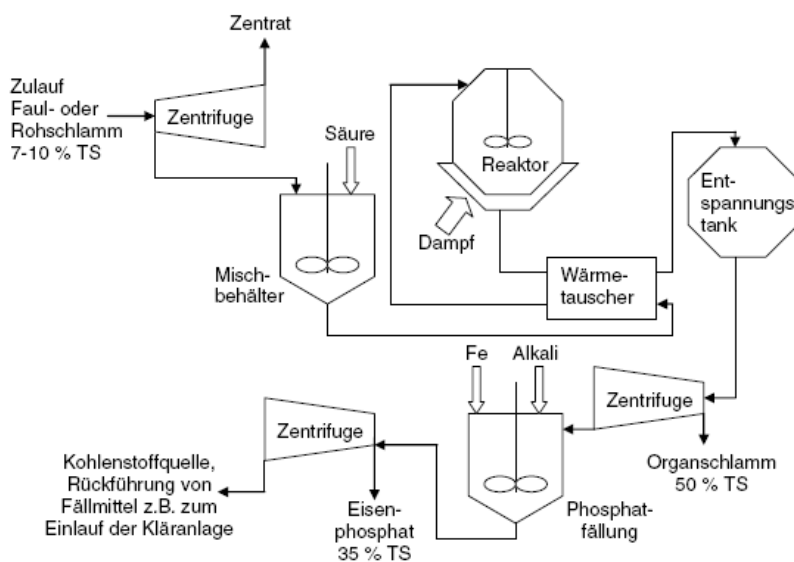 Zentrat
Zulauf
Faul- oder
Rohschlamm
7-10 % TS
Zentrifuge
Säure
Misch-
behälter
Reaktor
Dampf
Wärme-
tauscher
Ent-
spannungs
tank
Fe
Alkali
Zentrifuge
Organschlamm
50 % TS
Phosphat-
fällung
Zentrifuge
Eisen-
phosphat
35 % TS
Kohlenstoffquelle,
Rückführung von
Fällmittel z.B. zum
Einlauf der Kläranlage